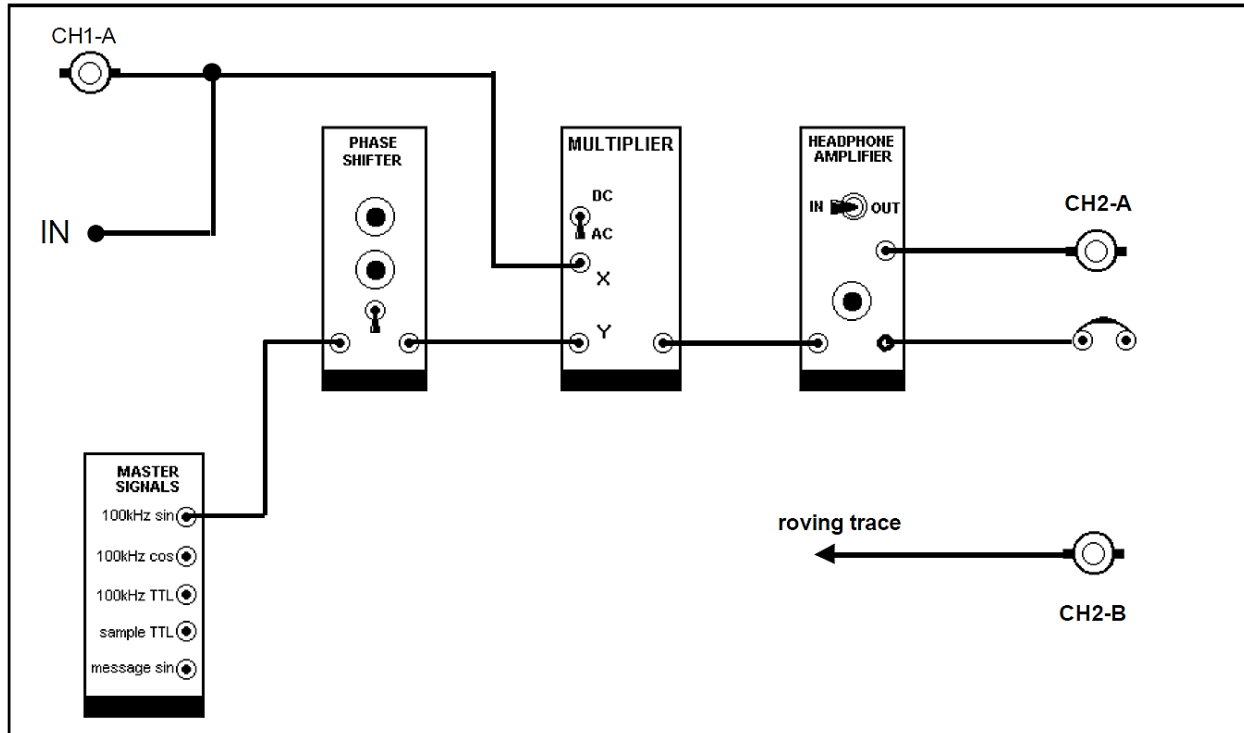 CH1-A
IN
PHASE
SHIFTER
MULTIPLIER
DC
AC
X
Y
HEADPHONE
AMPLIFIER
IN OUT
CH2-A
MASTER
SIGNALS
100kHz sin
100kHz cos
100kHz TTL
sample TTL
message sin
roving trace
CH2-B